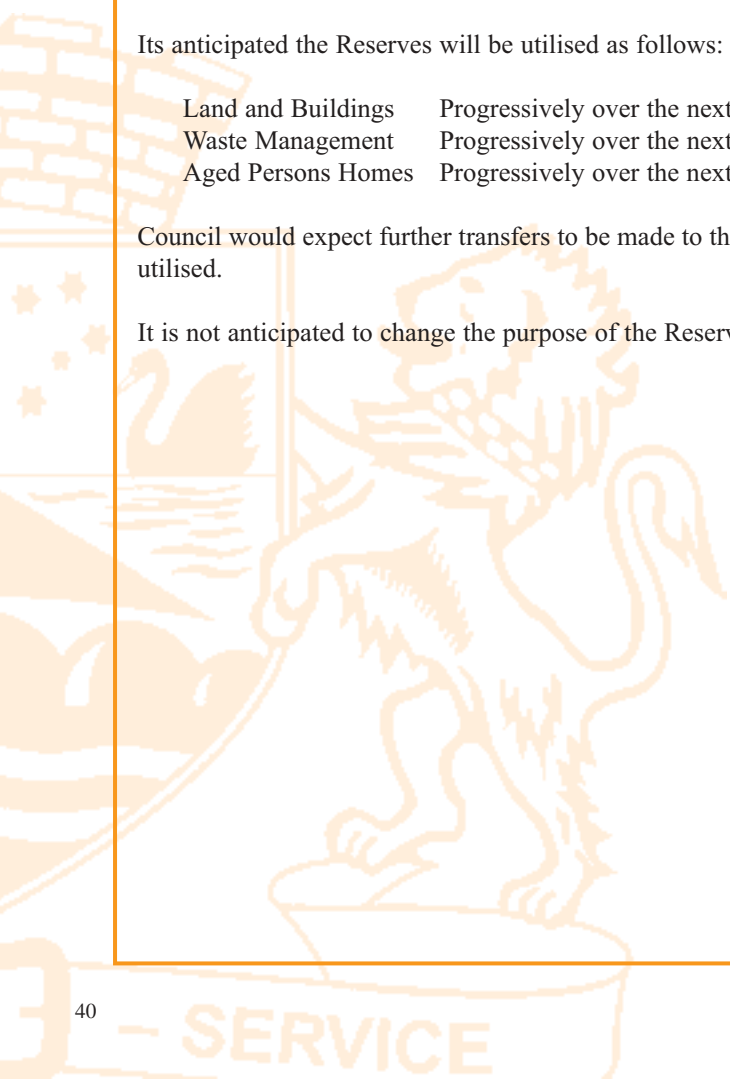 Its anticipated the Reserves will be utilised as follows:
Land and Buildings Progressively over the next
Waste Management Progressively over the next
Aged Persons Homes Progressively over the next
Council would expect further transfers to be made to
utilised.
It is not anticipated to change the purpose of the
40
– SERVICE